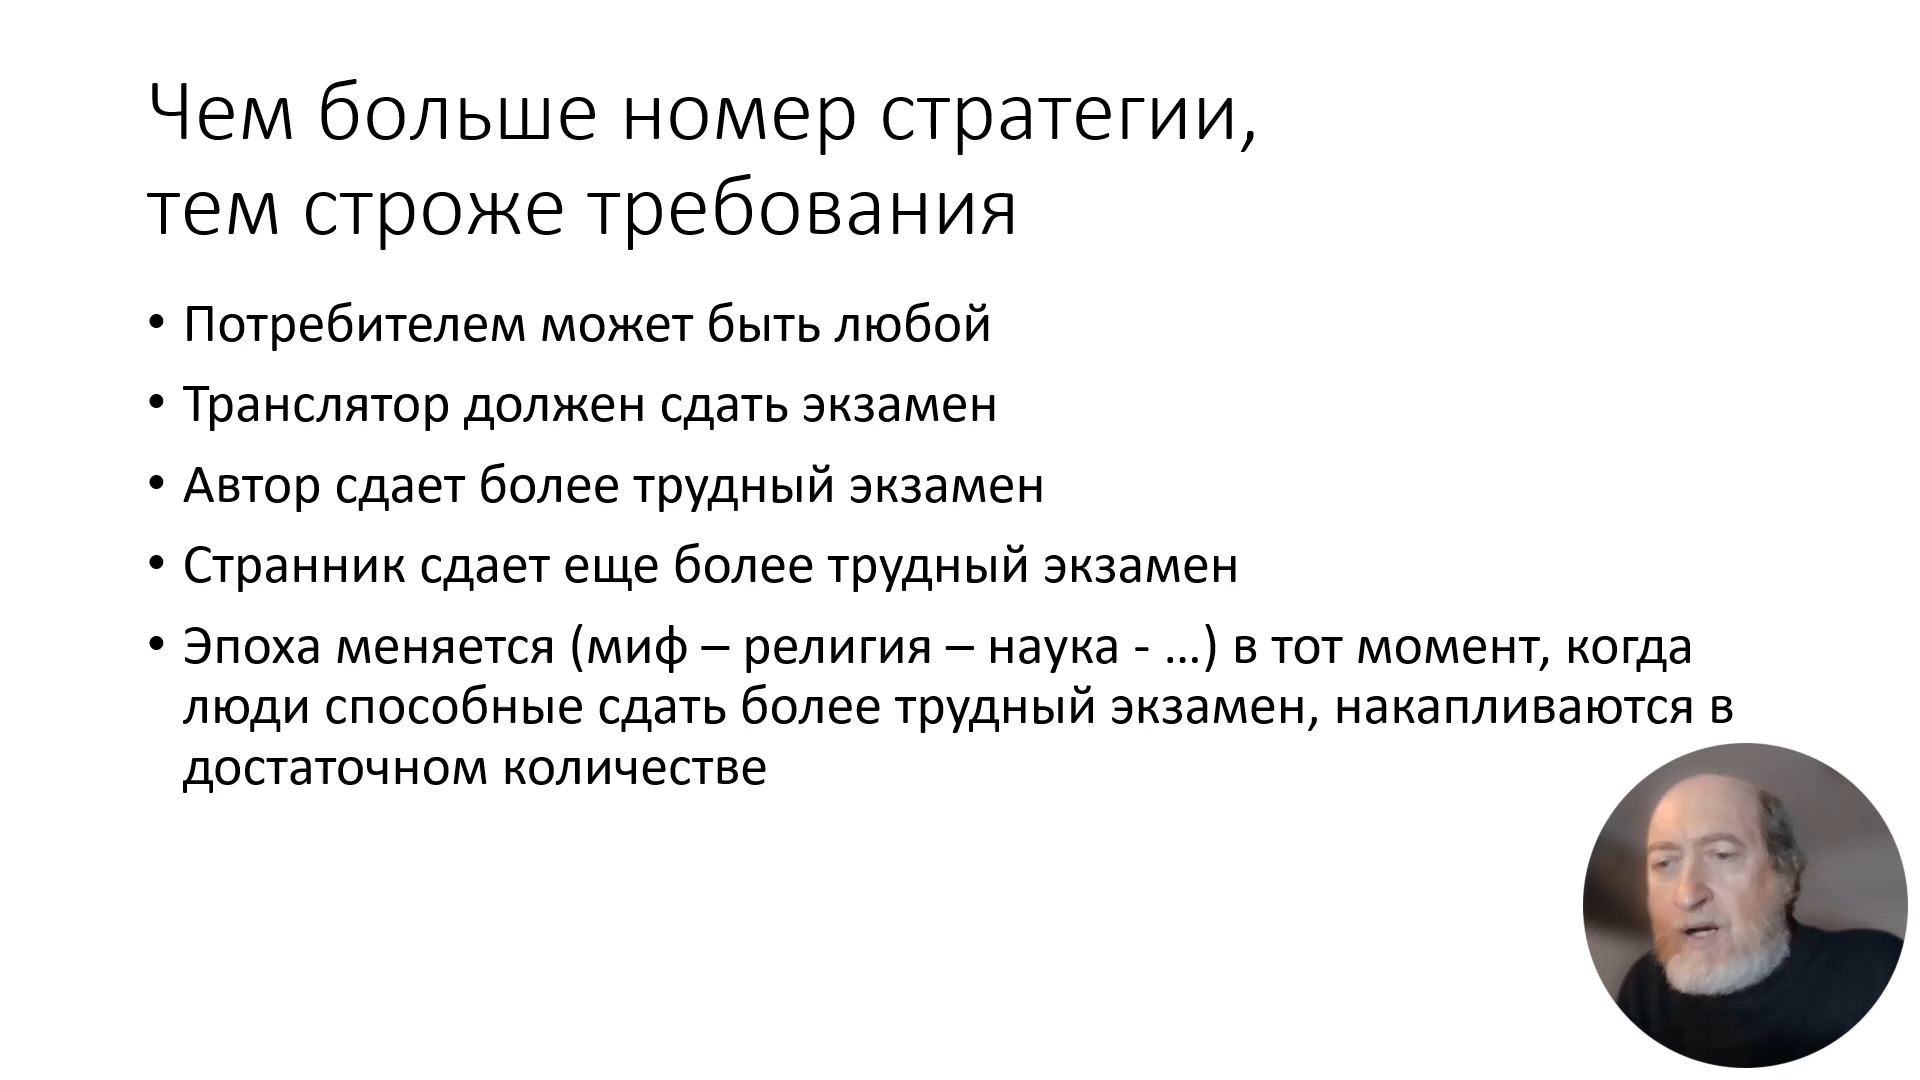 Чем больше номер стратегии,
тем строже требования
• Потребителем может быть любой
• Транслятор должен сдать экзамен
• Автор сдает более трудный экзамен
• Странник сдает еще более трудный экзамен
• Эпоха меняется (миф – религия – наука - …) в тот момент, когда
люди способные сдать более трудный экзамен, накапливаются в
достаточном количестве